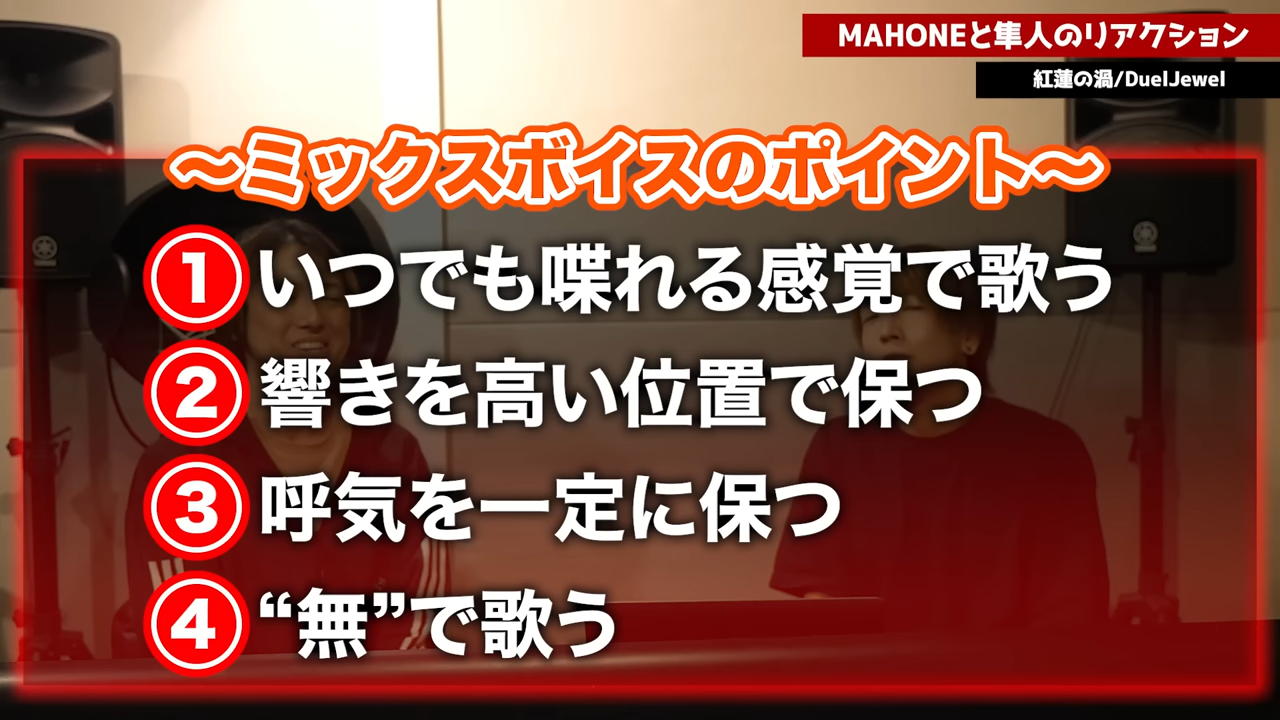 MAHONEと隼人のリアクション
紅蓮の渦/DuelJewel
～ミックスボイスのポイント～
① いつでも喋れる感覚で歌う
② 響きを高い位置で保つ
③ 呼気を一定に保つ
④ “無”で歌う